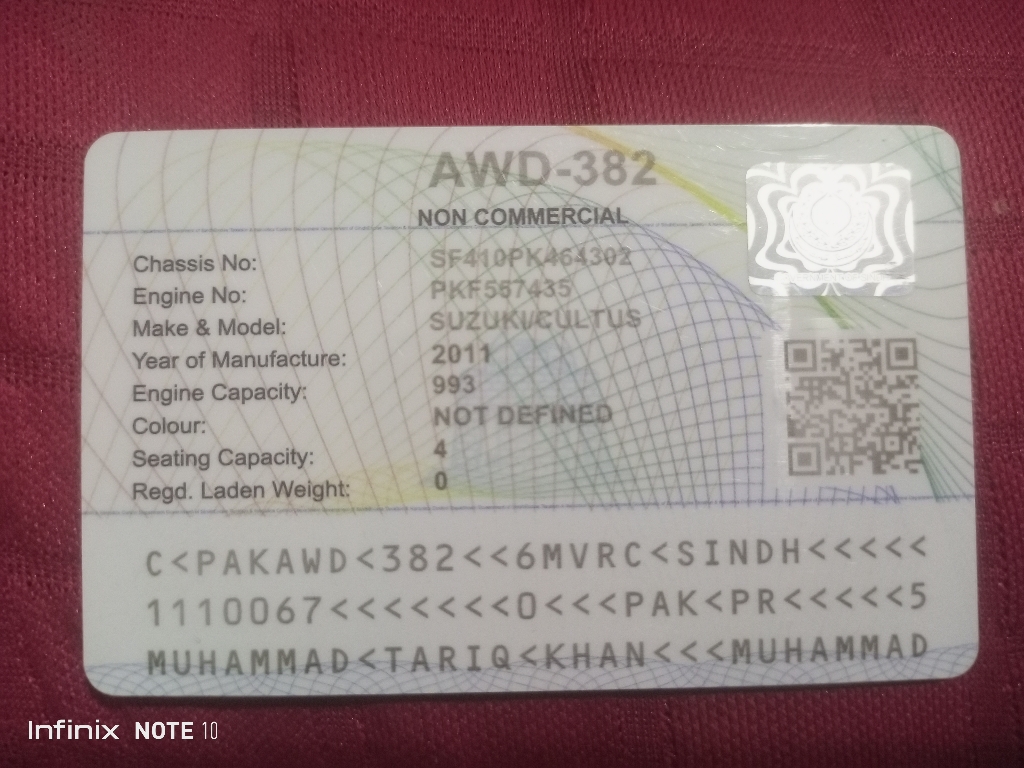 AWD-382
NON COMMERCIAL
Chassis No: SF410PK464302
Engine No: PKF567435
Make & Model: SUZUKI/CULTUS
Year of Manufacture: 2011
Engine Capacity: 993
Colour: NOT DEFINED
Seating Capacity: 4
Regd. Laden Weight: 0
C<PAKAWD<382<<6MVRC<SINDH<<<<<
1110067<<<<<<<0<<<PAK<PR<<<<<5
MUHAMMAD<TARIQ<KHAN<<<MUHAMMAD
Infinix NOTE 10